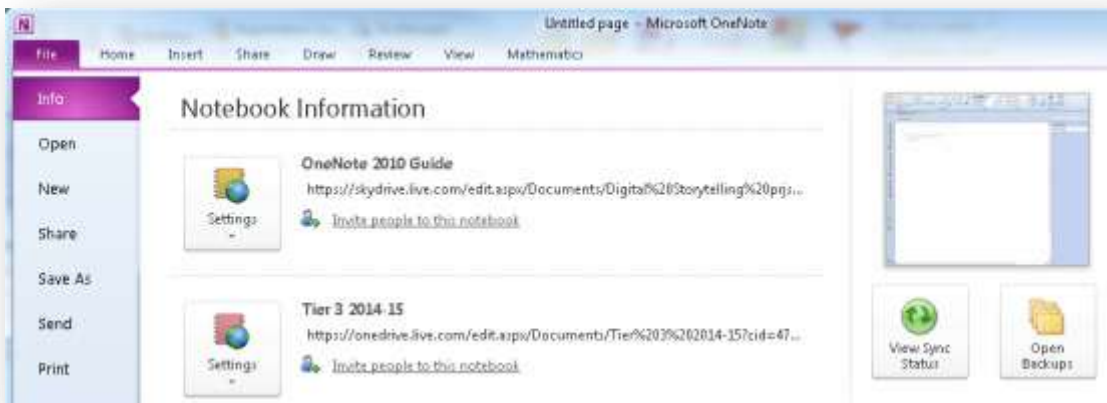 Untitled page - Microsoft OneNote
File Home Insert Share Draw Review View Mathematics
Info
Open
New
Share
Save As
Send
Print
Notebook Information
Settings
OneNote 2010 Guide
https://skydrive.live.com/edit.aspx/Documents/Digital%20Storytelling%20prjs...
Invite people to this notebook
Settings
Tier 3 2014-15
https://onedrive.live.com/edit.aspx/Documents/Tier%203%202014-15?cid=47...
Invite people to this notebook
View Sync
Status
Open
Backups